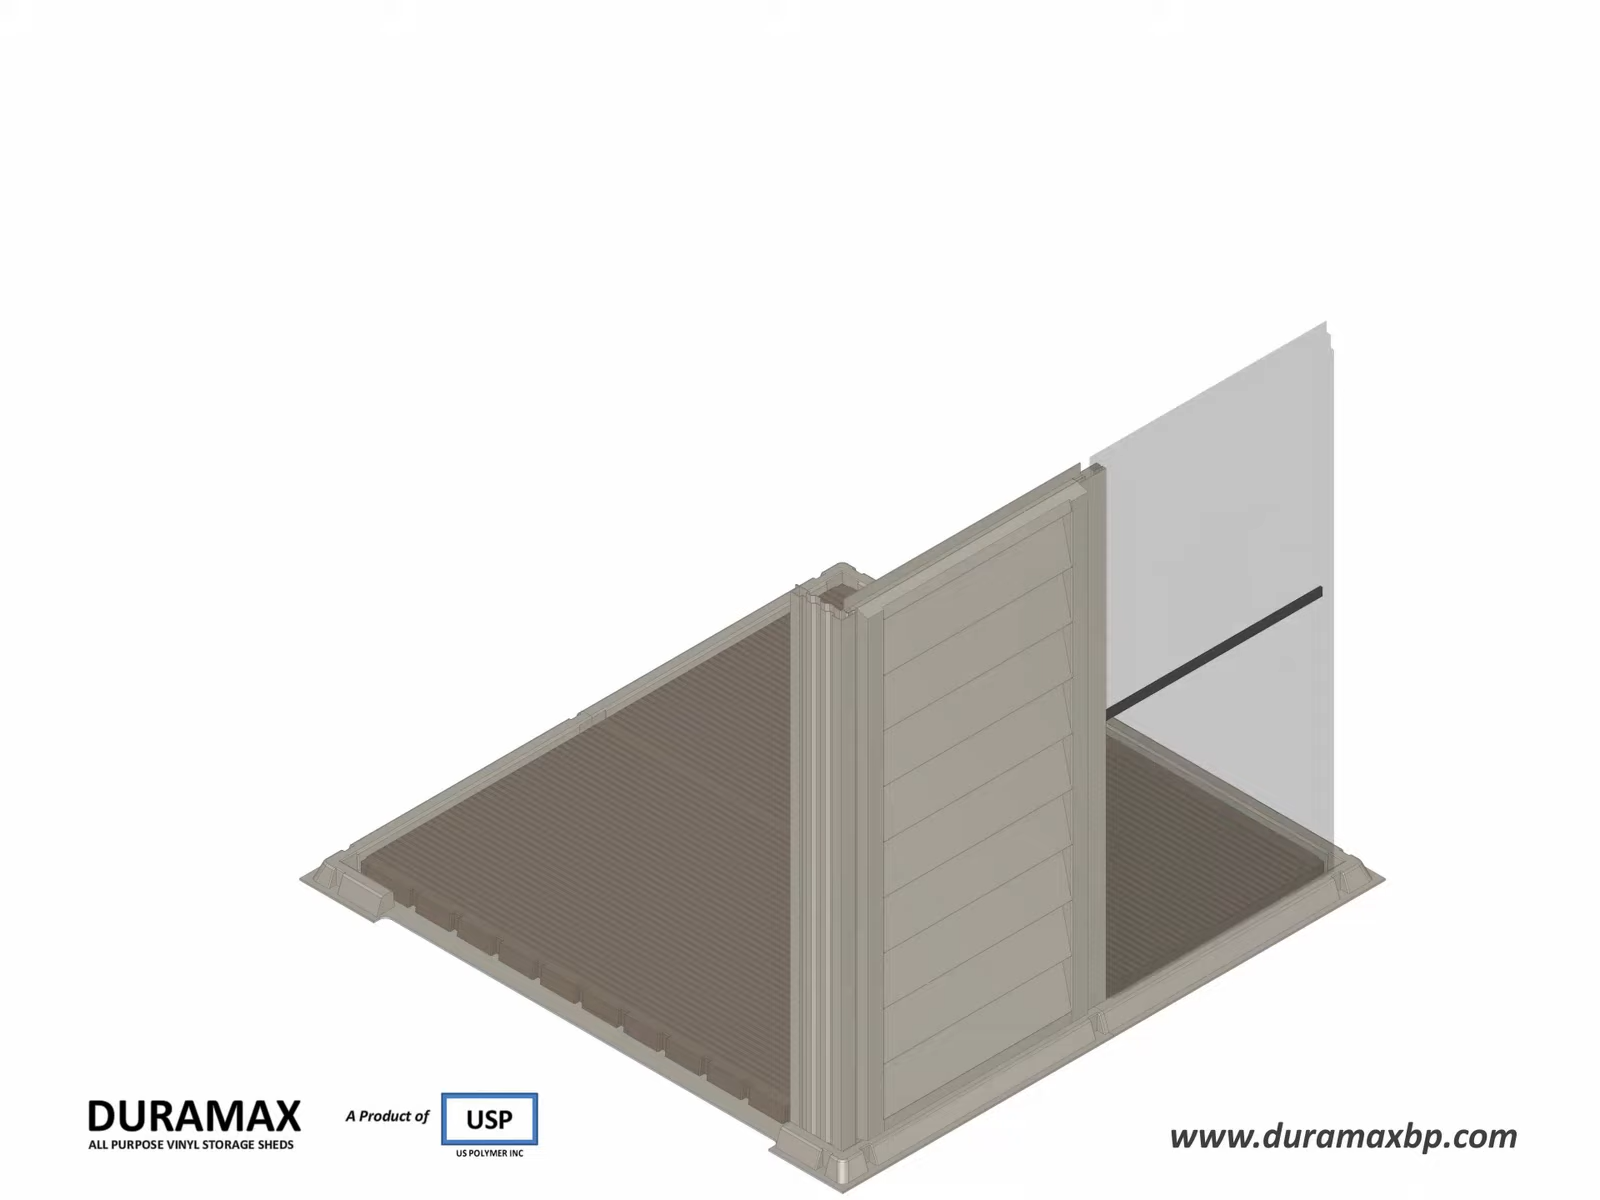 DURAMAX
ALL PURPOSE VINYL STORAGE SHEDS
A Product of
USP
US POLYMER INC
www.duramaxbp.com